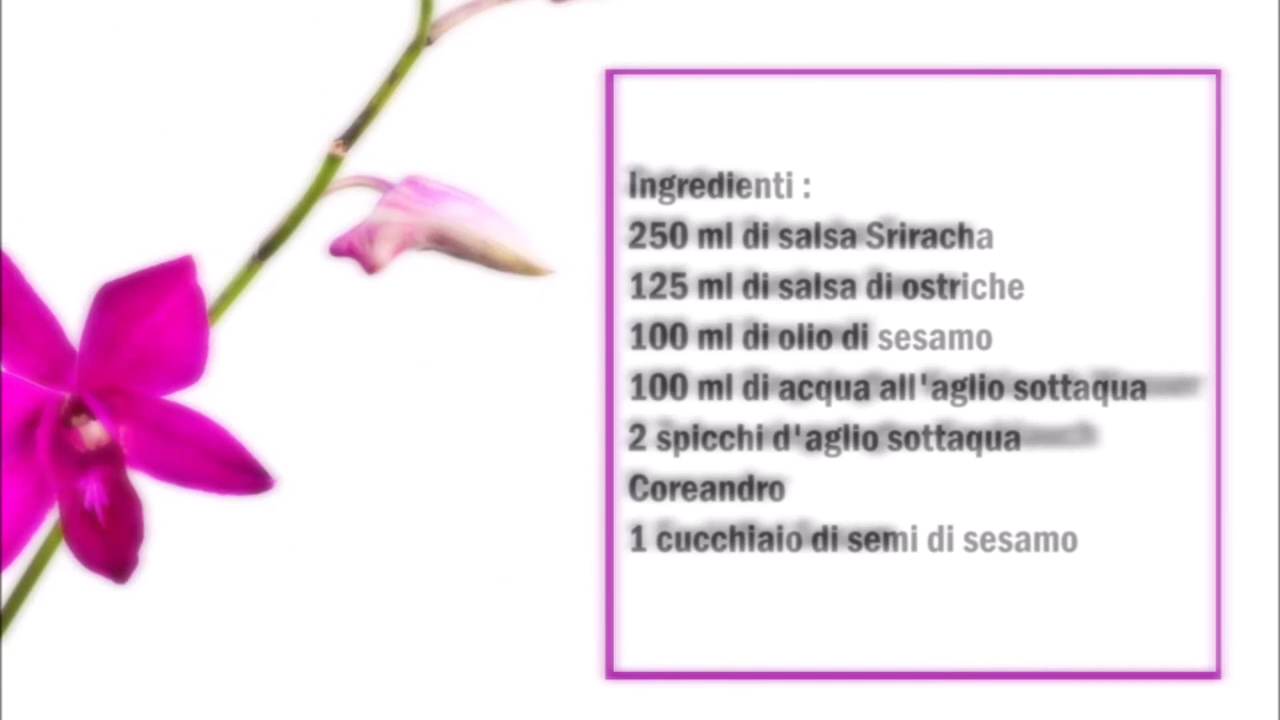 Ingredienti :
250 ml di salsa Sriracha
125 ml di salsa di ostriche
100 ml di olio di sesamo
100 ml di acqua all'aglio sottaqua
2 spicchi d'aglio sottaqua
Coreandro
1 cucchiaio di semi di sesamo